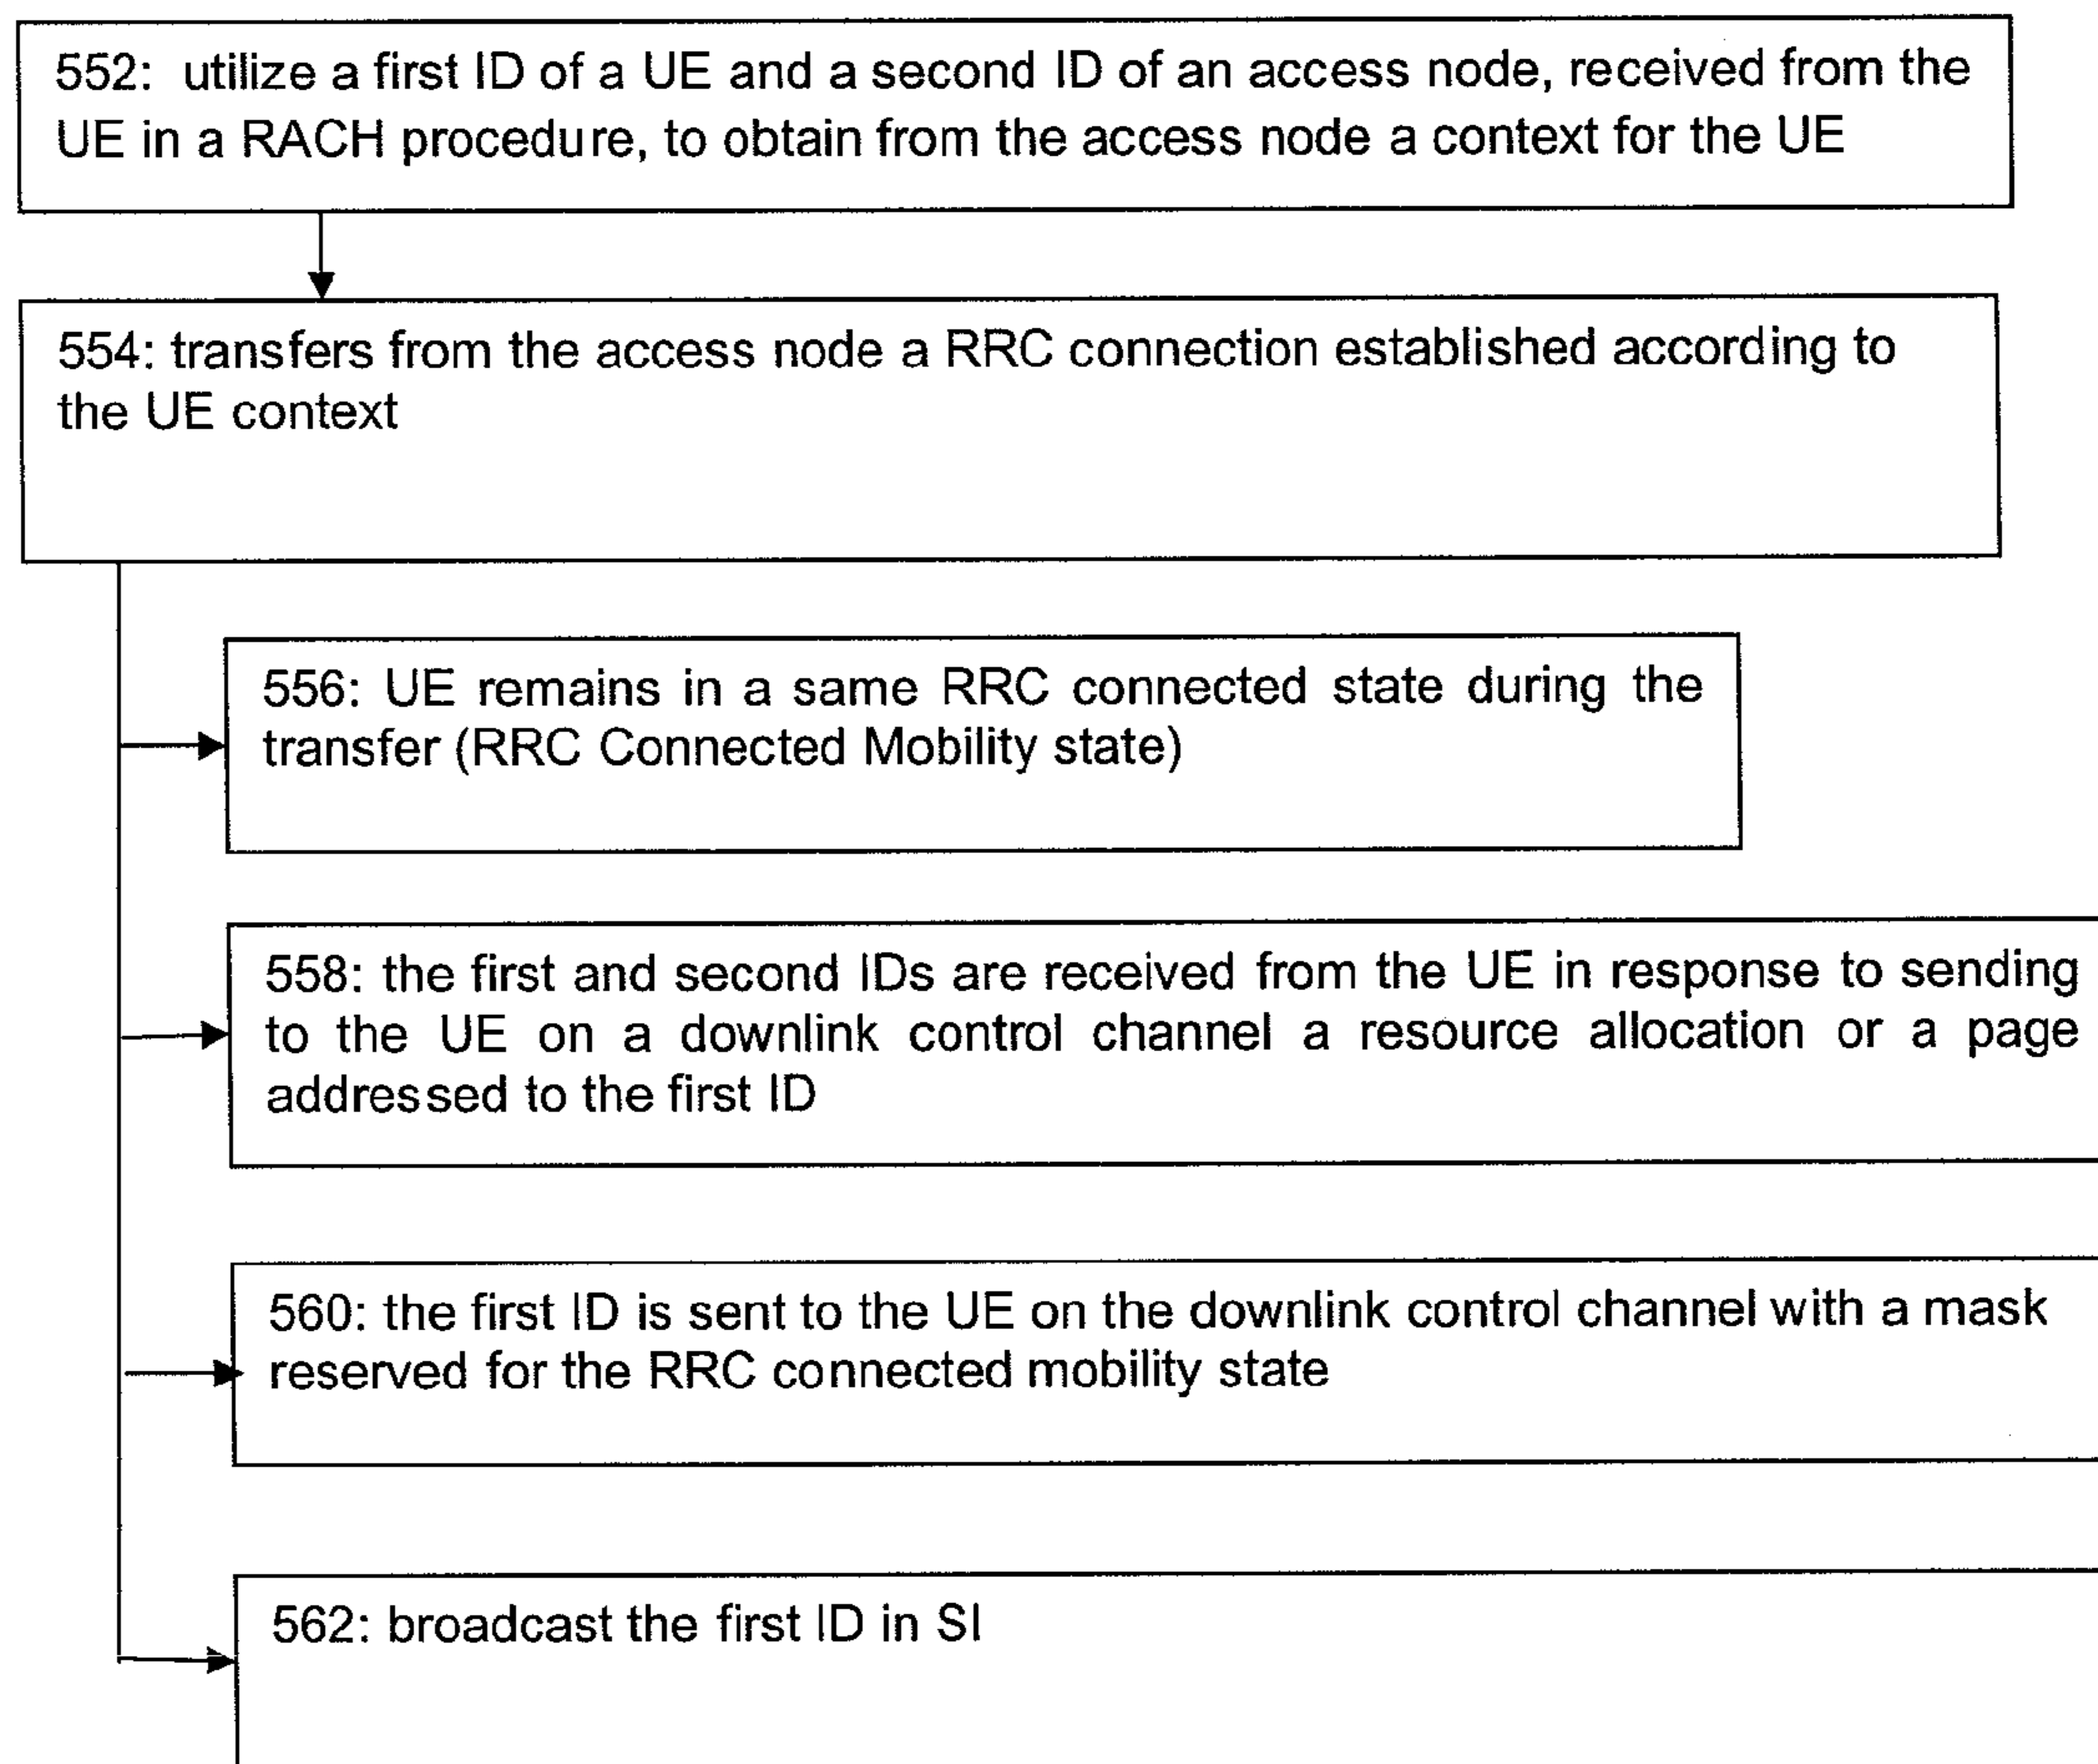 552: utilize a first ID of a UE and a second ID of an access node, received from the
UE in a RACH procedure, to obtain from the access node a context for the UE
554: transfers from the access node a RRC connection established according to
the UE context
556: UE remains in a same RRC connected state during the
transfer (RRC Connected Mobility state)
558: the first and second IDs are received from the UE in response to sending
to the UE on a downlink control channel a resource allocation or a page
addressed to the first ID
560: the first ID is sent to the UE on the downlink control channel with a mask
reserved for the RRC connected mobility state
562: broadcast the first ID in SI